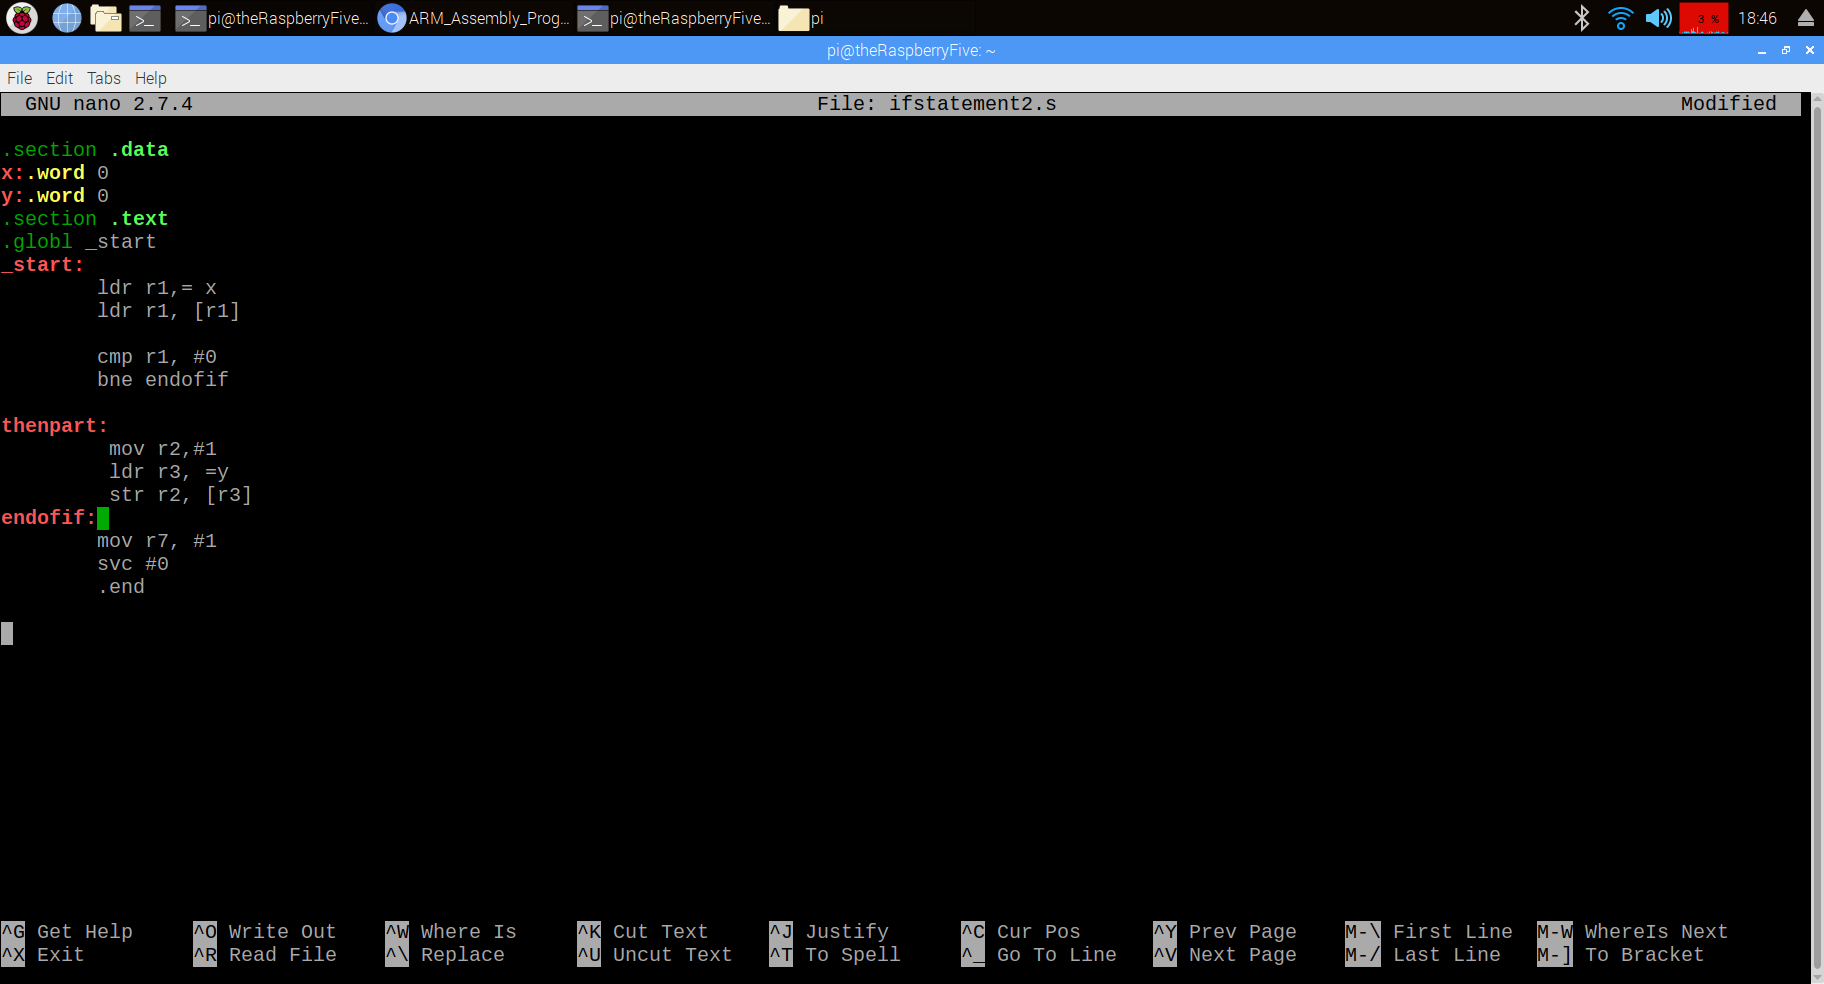 pi@theRaspberryFive... ARM_Assembly_Prog... pi@theRaspberryFive... pi 3 % 18:46
pi@theRaspberryFive: ~
File Edit Tabs Help
GNU nano 2.7.4 File: ifstatement2.s Modified
.section .data
x:.word 0
y:.word 0
.section .text
.globl _start
_start:
ldr r1,= x
ldr r1, [r1]
cmp r1, #0
bne endofif
thenpart:
mov r2,#1
ldr r3, =y
str r2, [r3]
endofif:
mov r7, #1
svc #0
.end
^G Get Help ^O Write Out ^W Where Is ^K Cut Text ^J Justify ^C Cur Pos ^Y Prev Page M-\ First Line M-W WhereIs Next
^X Exit ^R Read File ^\ Replace ^U Uncut Text ^T To Spell ^_ Go To Line ^V Next Page M-/ Last Line M-] To Bracket